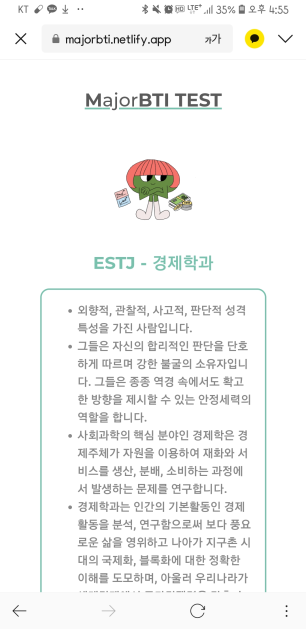 KT
LTE+ 35% 오후 4:55
majorbti.netlify.app 가가
MajorBTI TEST
ESTJ - 경제학과
• 외향적, 관찰적, 사고적, 판단적 성격
특성을 가진 사람입니다.
• 그들은 자신의 합리적인 판단을 단호
하게 따르며 강한 불굴의 소유자입니
다. 그들은 종종 역경 속에서도 확고
한 방향을 제시할 수 있는 안정세력의
역할을 합니다.
• 사회과학의 핵심 분야인 경제학은 경
제주체가 자원을 이용하여 재화와 서
비스를 생산, 분배, 소비하는 과정에
서 발생하는 문제를 연구합니다.
• 경제학과는 인간의 기본활동인 경제
활동을 분석, 연구함으로써 보다 풍요
로운 삶을 영위하고 나아가 지구촌 시
대의 국제화, 블록화에 대한 정확한
이해를 도모하며, 아울러 우리나라가